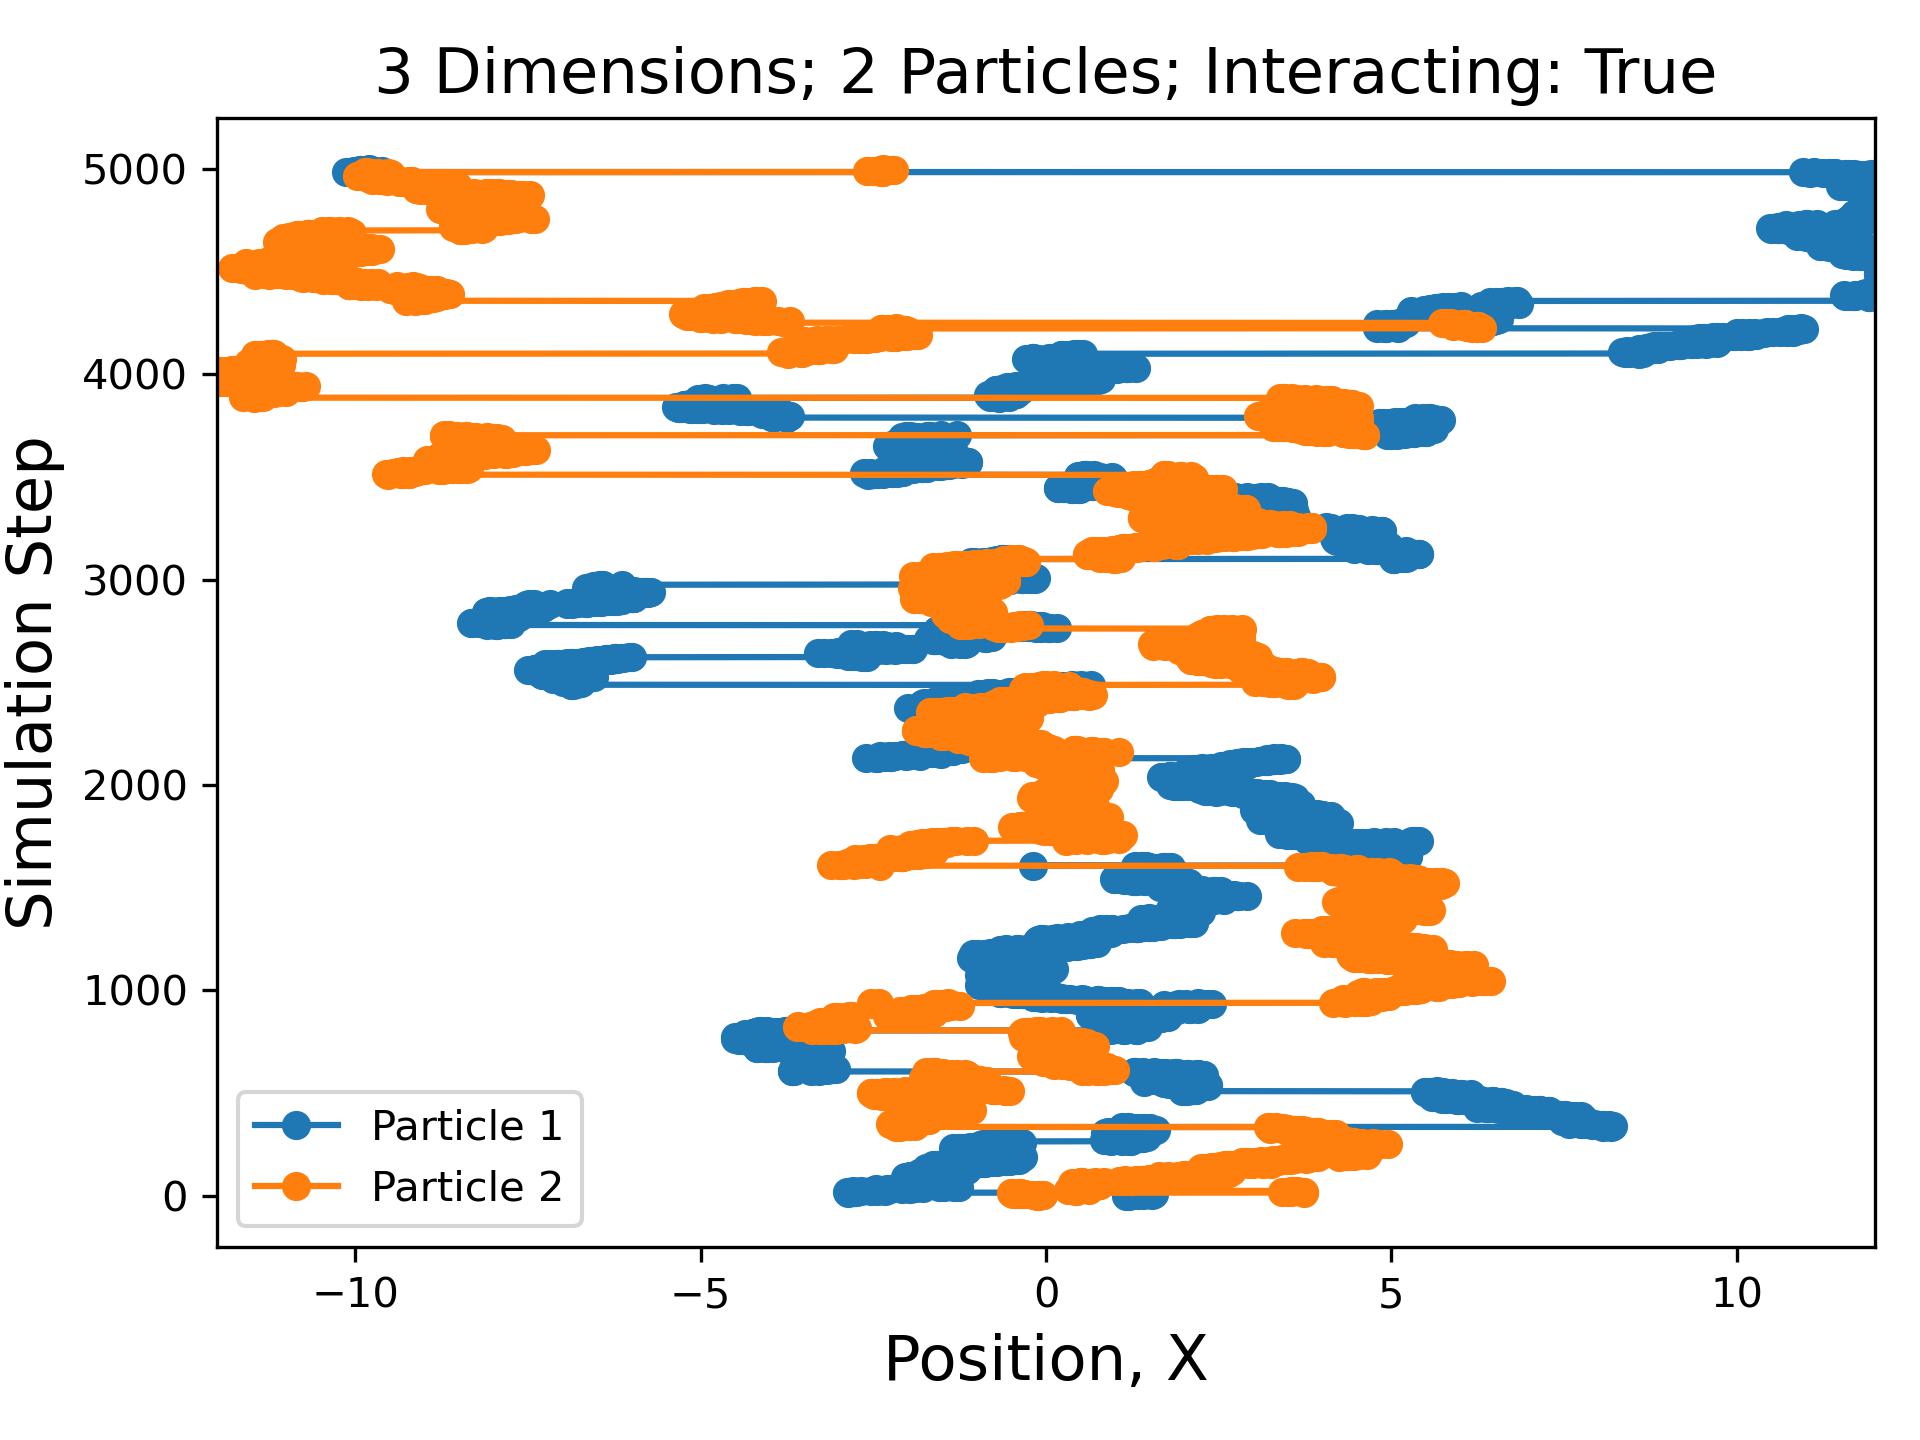 3 Dimensions; 2 Particles; Interacting: True
Simulation Step
5000
4000
3000
2000
1000
0
Particle 1
Particle 2
−10
−5
0
5
10
Position, X